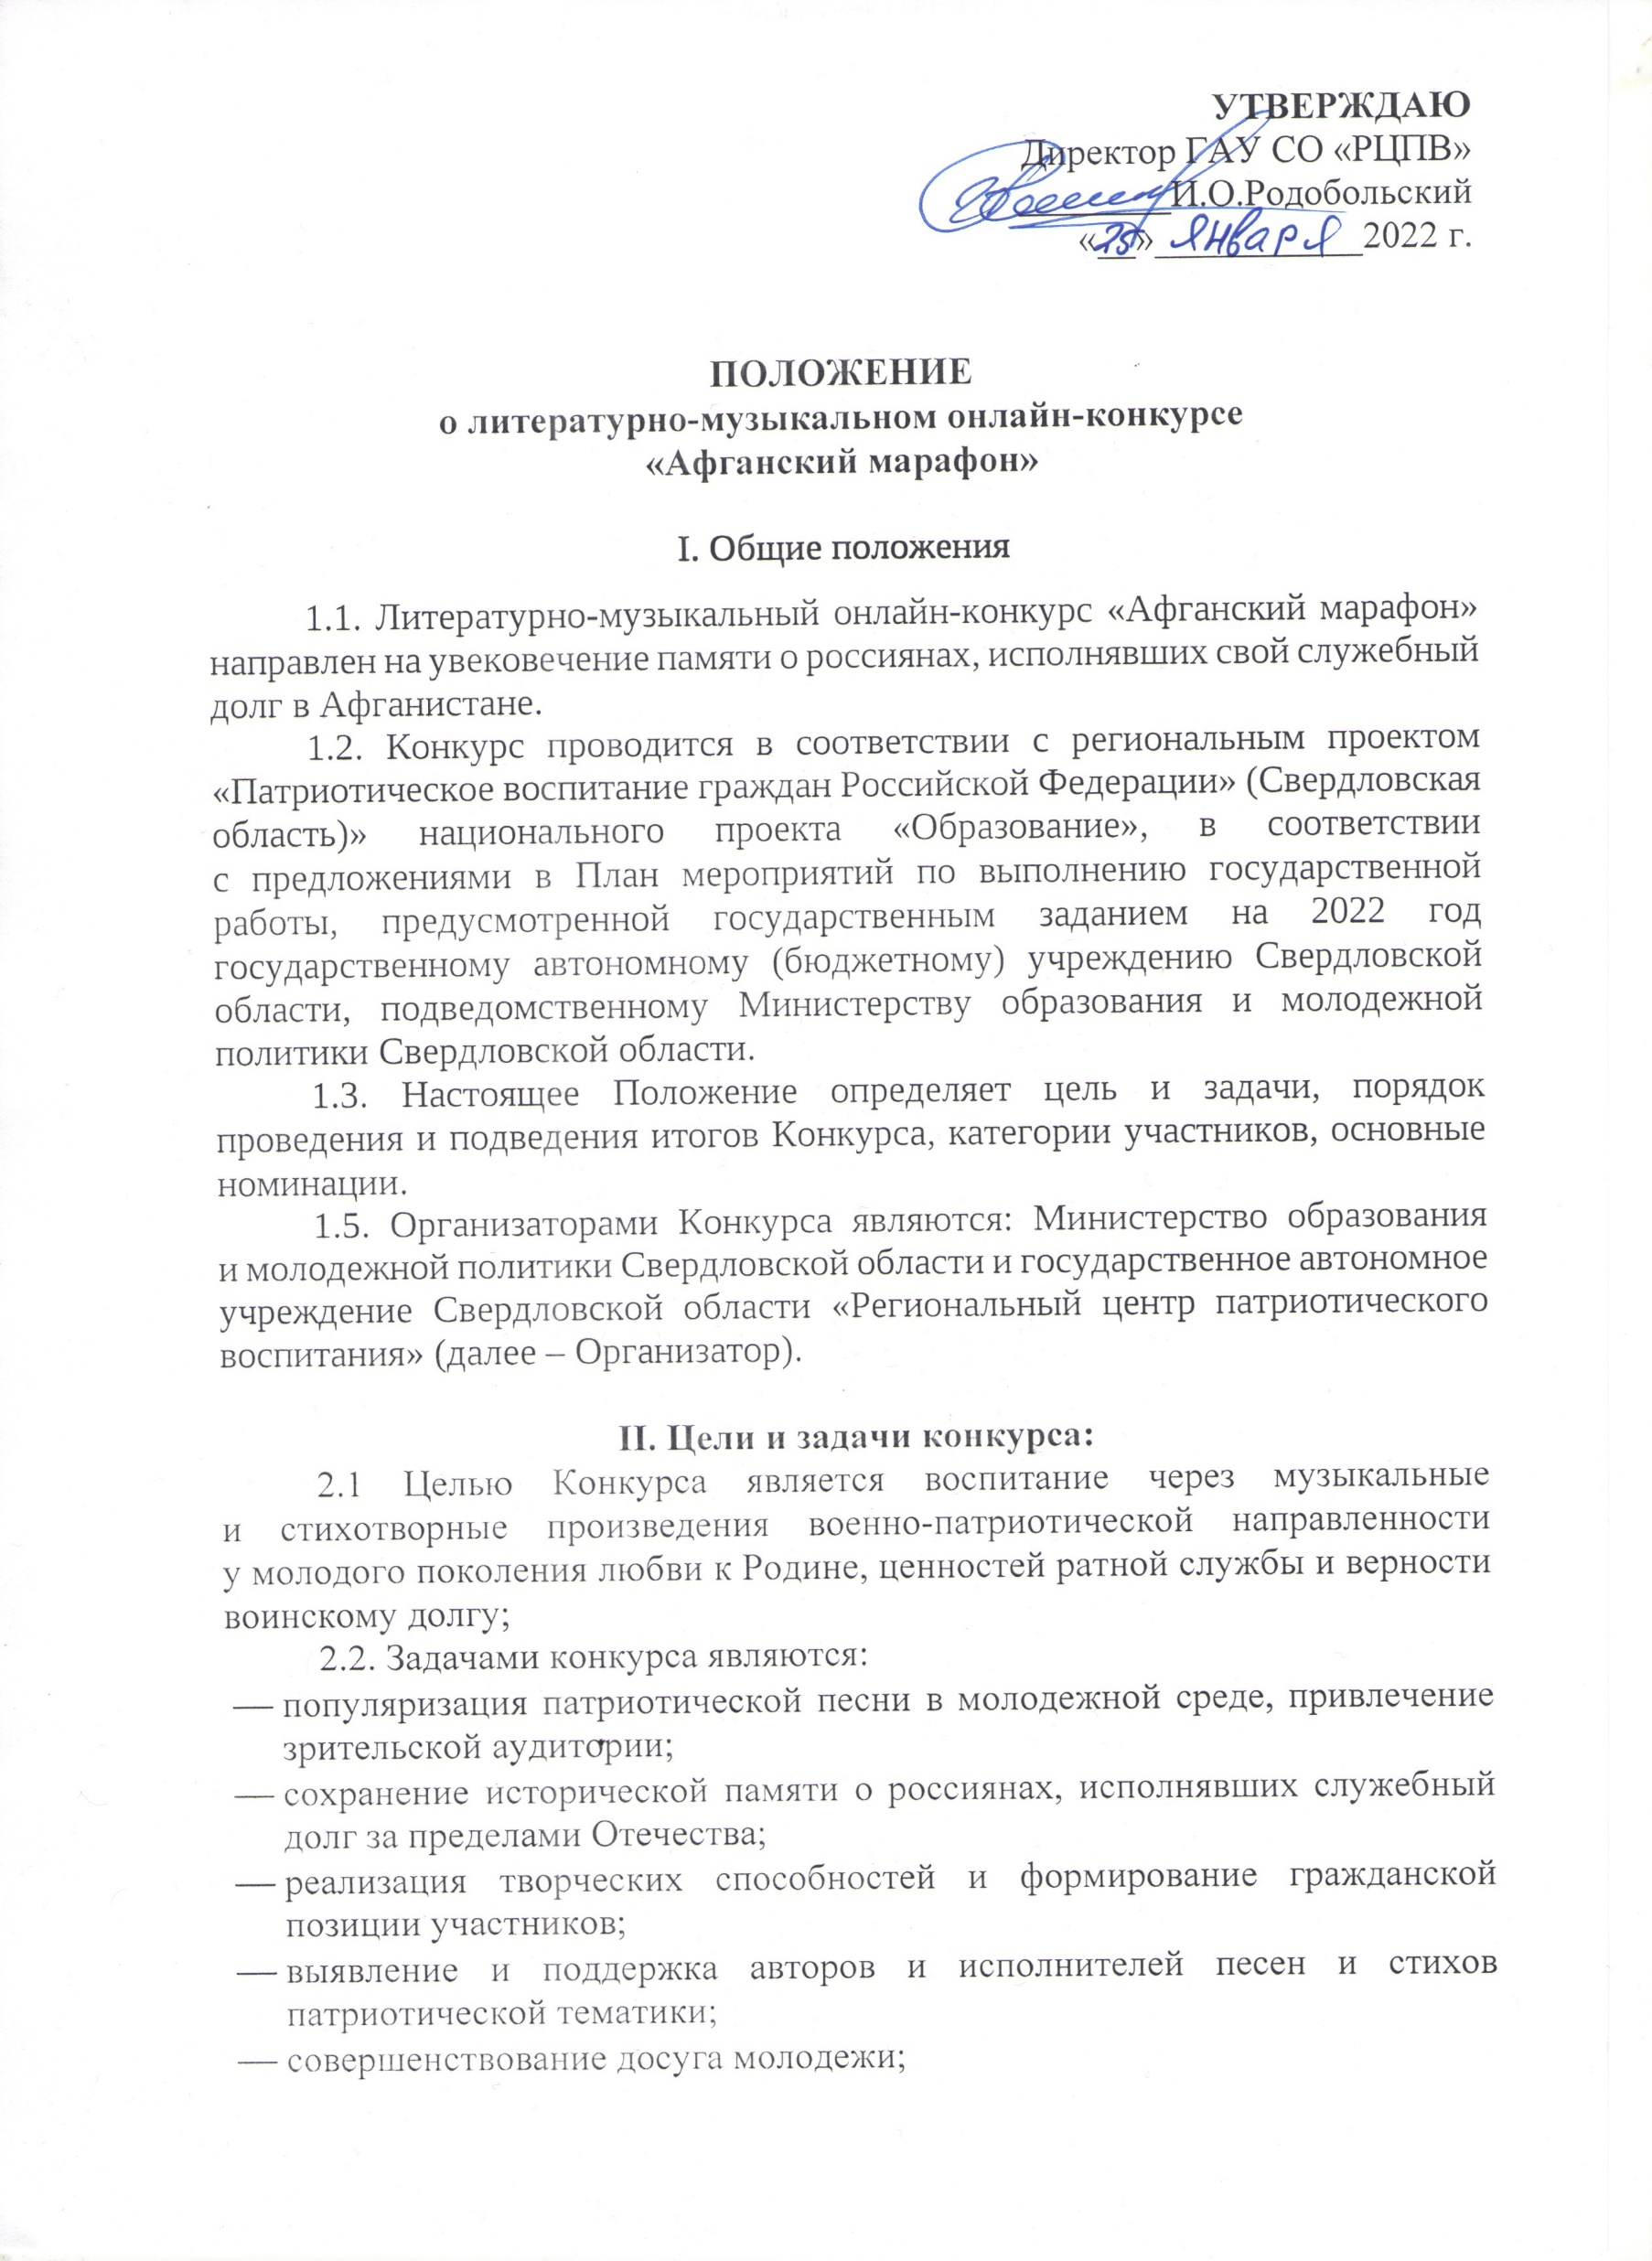 УТВЕРЖДАЮ
Директор ГАУ СО «РЦПВ»
И.О.Родобольский
«25» января 2022 г.
ПОЛОЖЕНИЕ
о литературно-музыкальном онлайн-конкурсе
«Афганский марафон»
I. Общие положения
1.1. Литературно-музыкальный онлайн-конкурс «Афганский марафон»
направлен на увековечение памяти о россиянах, исполнявших свой служебный
долг в Афганистане.
1.2. Конкурс проводится в соответствии с региональным проектом
«Патриотическое воспитание граждан Российской Федерации» (Свердловская
область)» национального проекта «Образование», в соответствии
с предложениями в План мероприятий по выполнению государственной
работы, предусмотренной государственным заданием на 2022 год
государственному автономному (бюджетному) учреждению Свердловской
области, подведомственному Министерству образования и молодежной
политики Свердловской области.
1.3. Настоящее Положение определяет цель и задачи, порядок
проведения и подведения итогов Конкурса, категории участников, основные
номинации.
1.5. Организаторами Конкурса являются: Министерство образования
и молодежной политики Свердловской области и государственное автономное
учреждение Свердловской области «Региональный центр патриотического
воспитания» (далее – Организатор).
II. Цели и задачи конкурса:
2.1 Целью Конкурса является воспитание через музыкальные
и стихотворные произведения военно-патриотической направленности
у молодого поколения любви к Родине, ценностей ратной службы и верности
воинскому долгу;
2.2. Задачами конкурса являются:
— популяризация патриотической песни в молодежной среде, привлечение
зрительской аудитории;
— сохранение исторической памяти о россиянах, исполнявших служебный
долг за пределами Отечества;
— реализация творческих способностей и формирование гражданской
позиции участников;
— выявление и поддержка авторов и исполнителей песен и стихов
патриотической тематики;
— совершенствование досуга молодежи;